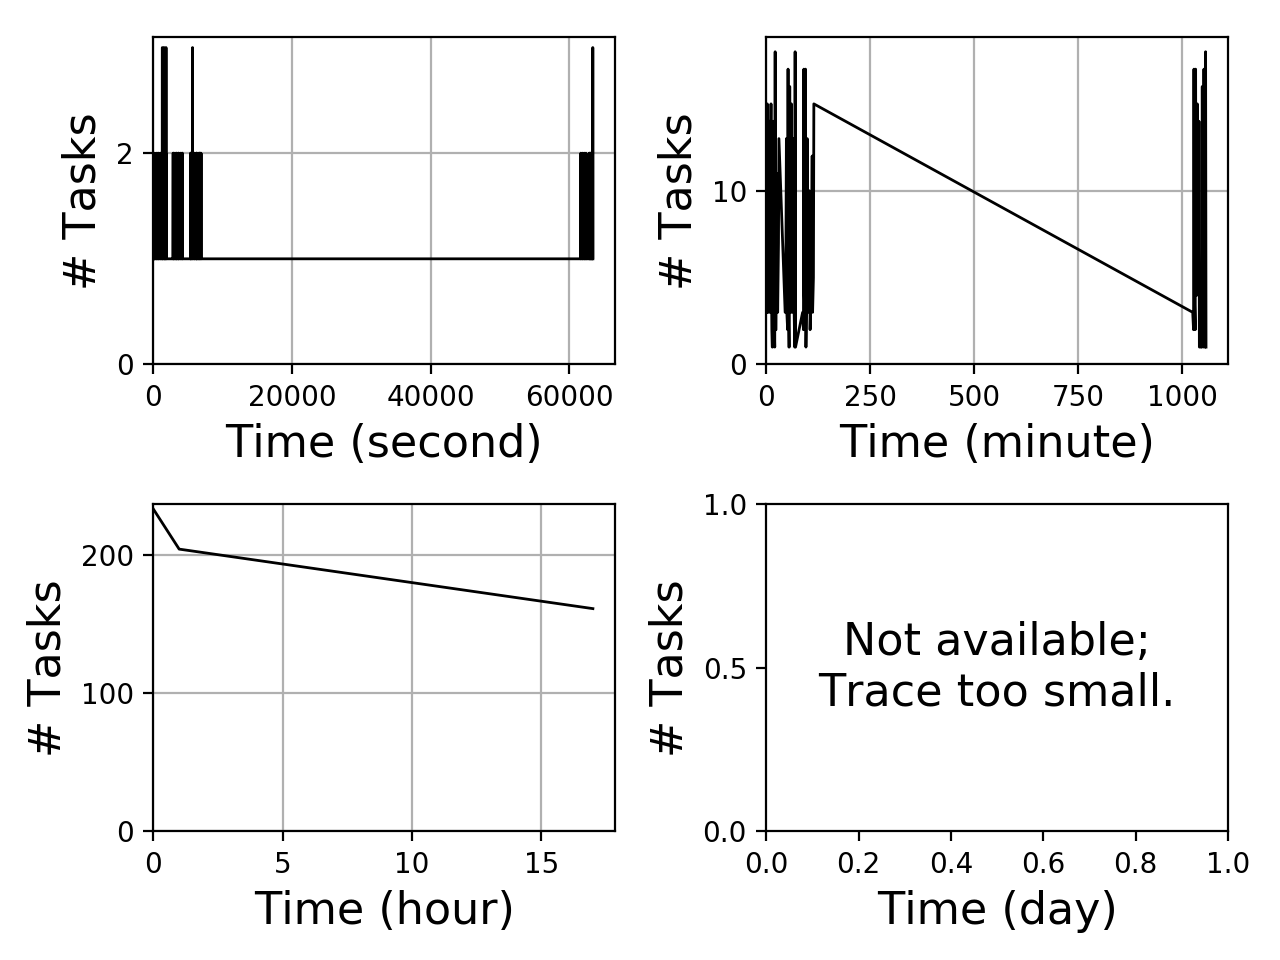 # Tasks
2
0
0 20000 40000 60000
Time (second)
# Tasks
10
0
0 250 500 750 1000
Time (minute)
# Tasks
200
100
0
0 5 10 15
Time (hour)
# Tasks
1.0
0.5
0.0
Not available;
Trace too small.
0.0 0.2 0.4 0.6 0.8 1.0
Time (day)